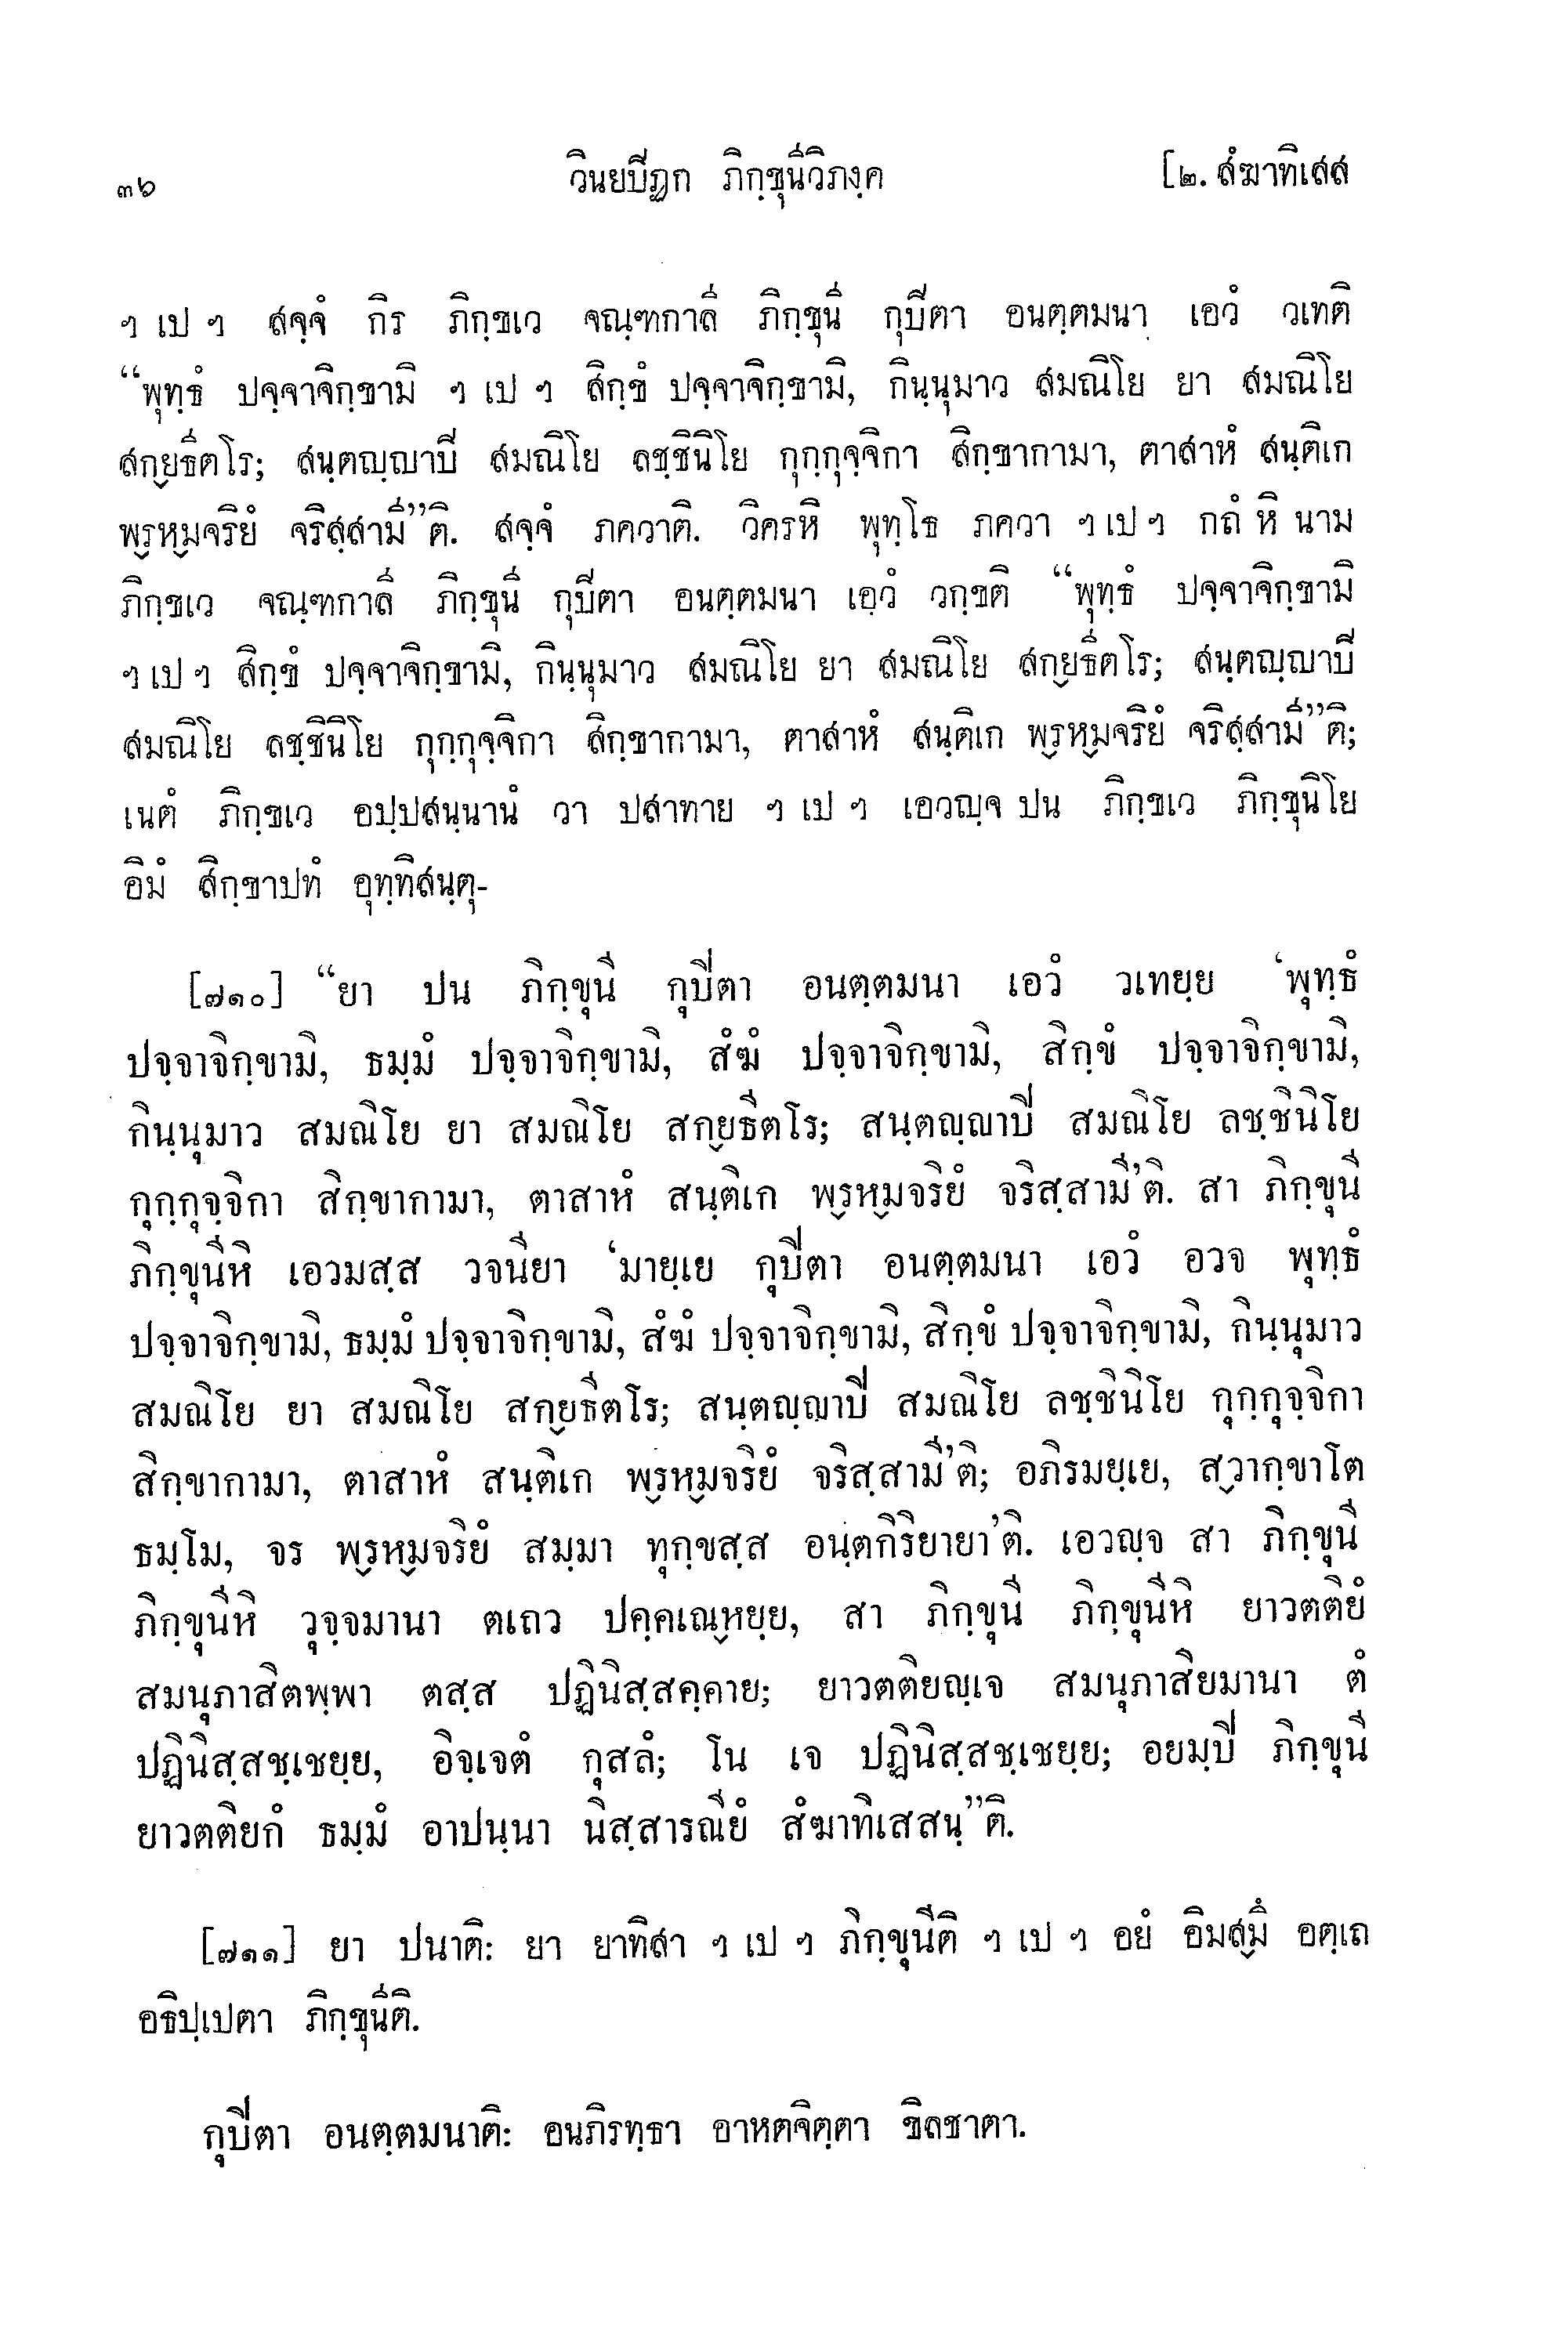 ๓๖ วินยปิฏก ภิกฺขุนีวิภงฺค [๒. สํฆาทิเสส
ฯ เป ฯ สจฺจํ กิร ภิกฺขเว จณฺฑกาลี ภิกฺขุนี กุปิตา อนตฺตมนา เอวํ วเทติ
“พุทฺธํ ปจฺจาจิกฺขามิ ฯ เป ฯ สิกฺขํ ปจฺจาจิกฺขามิ, กินฺนุมาว สมณิโย ยา สมณิโย
สกฺยธีตโร; สนฺตญฺญาปิ สมณิโย ลชฺชินิโย กุกฺกุจฺจิกา สิกฺขากามา, ตาสาหํ สนฺติเก
พฺรหฺมจริยํ จริสฺสามี”ติ. สจฺจํ ภควาติ. วิครหิ พุทฺโธ ภควา ฯ เป ฯ กถํ หิ นาม
ภิกฺขเว จณฺฑกาลี ภิกฺขุนี กุปิตา อนตฺตมนา เอวํ วกฺขติ “พุทฺธํ ปจฺจาจิกฺขามิ
ฯ เป ฯ สิกฺขํ ปจฺจาจิกฺขามิ, กินฺนุมาว สมณิโย ยา สมณิโย สกฺยธีตโร; สนฺตญฺญาปิ
สมณิโย ลชฺชินิโย กุกฺกุจฺจิกา สิกฺขากามา, ตาสาหํ สนฺติเก พฺรหฺมจริยํ จริสฺสามี”ติ;
เนตํ ภิกฺขเว อปฺปสนฺนานํ วา ปสาทาย ฯ เป ฯ เอวญฺจ ปน ภิกฺขเว ภิกฺขุนิโย
อิมํ สิกฺขาปทํ อุทฺทิสนฺตุ-
[๗๑๐] “ยา ปน ภิกฺขุนี กุปิตา อนตฺตมนา เอวํ วเทยฺย ‘พุทฺธํ
ปจฺจาจิกฺขามิ, ธมฺมํ ปจฺจาจิกฺขามิ, สํฆํ ปจฺจาจิกฺขามิ, สิกฺขํ ปจฺจาจิกฺขามิ,
กินฺนุมาว สมณิโย ยา สมณิโย สกฺยธีตโร; สนฺตญฺญาปิ สมณิโย ลชฺชินิโย
กุกฺกุจฺจิกา สิกฺขากามา, ตาสาหํ สนฺติเก พฺรหฺมจริยํ จริสฺสามี’ติ. สา ภิกฺขุนี
ภิกฺขุนีหิ เอวมสฺส วจนียา ‘มายฺเย กุปิตา อนตฺตมนา เอวํ อวจ พุทฺธํ
ปจฺจาจิกฺขามิ, ธมฺมํ ปจฺจาจิกฺขามิ, สํฆํ ปจฺจาจิกฺขามิ, สิกฺขํ ปจฺจาจิกฺขามิ, กินฺนุมาว
สมณิโย ยา สมณิโย สกฺยธีตโร; สนฺตญฺญาปิ สมณิโย ลชฺชินิโย กุกฺกุจฺจิกา
สิกฺขากามา, ตาสาหํ สนฺติเก พฺรหฺมจริยํ จริสฺสามี’ติ; อภิรมยฺเย, สฺวากฺขาโต
ธมฺโม, จร พฺรหฺมจริยํ สมฺมา ทุกฺขสฺส อนฺตกิริยายา’ติ. เอวญฺจ สา ภิกฺขุนี
ภิกฺขุนีหิ วุจฺจมานา ตเถว ปคฺคเณฺหยฺย, สา ภิกฺขุนี ภิกฺขุนีหิ ยาวตติยํ
สมนุภาสิตพฺพา ตสฺส ปฏินิสฺสคฺคาย; ยาวตติยญฺเจ สมนุภาสิยมานา ตํ
ปฏินิสฺสชฺเชยฺย, อิจฺเจตํ กุสลํ; โน เจ ปฏินิสฺสชฺเชยฺย; อยมฺปิ ภิกฺขุนี
ยาวตติยกํ ธมฺมํ อาปนฺนา นิสฺสารณียํ สํฆาทิเสสนฺ”ติ.
[๗๑๑] ยา ปนาติ: ยา ยาทิสา ฯ เป ฯ ภิกฺขุนีติ ฯ เป ฯ อยํ อิมสฺมิํ อตฺเถ
อธิปฺเปตา ภิกฺขุนีติ.
กุปิตา อนตฺตมนาติ: อนภิรทฺธา อาหตจิตฺตา ขิลชาตา.